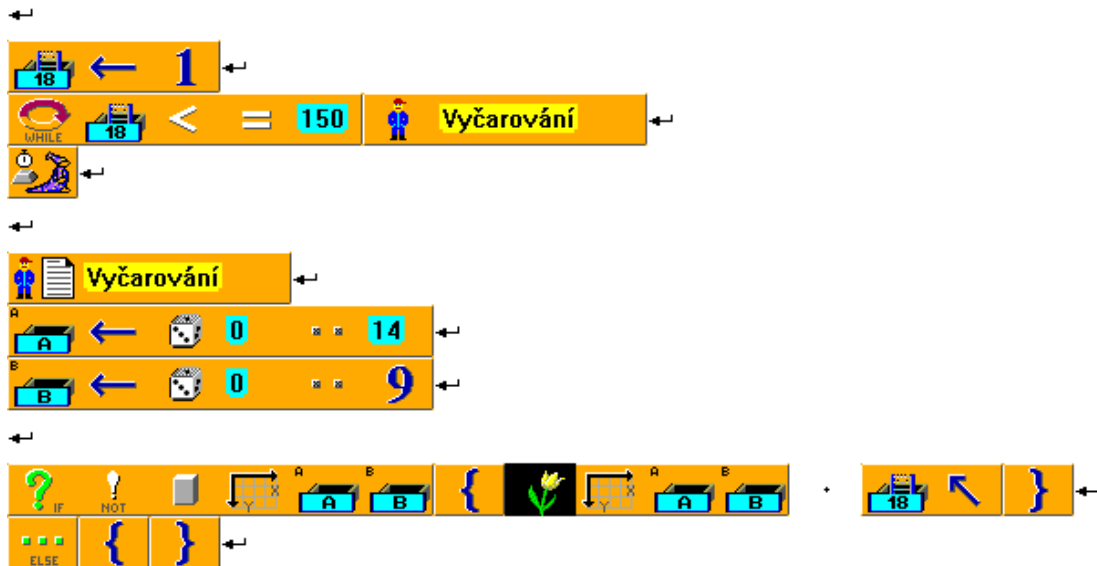 18 1
WHILE 18 < = 150 Vyčarování
Vyčarování
A A 0 14
B B 0 9
? IF ! NOT Y X A A B B { Y X A A B B 18 }
ELSE { }